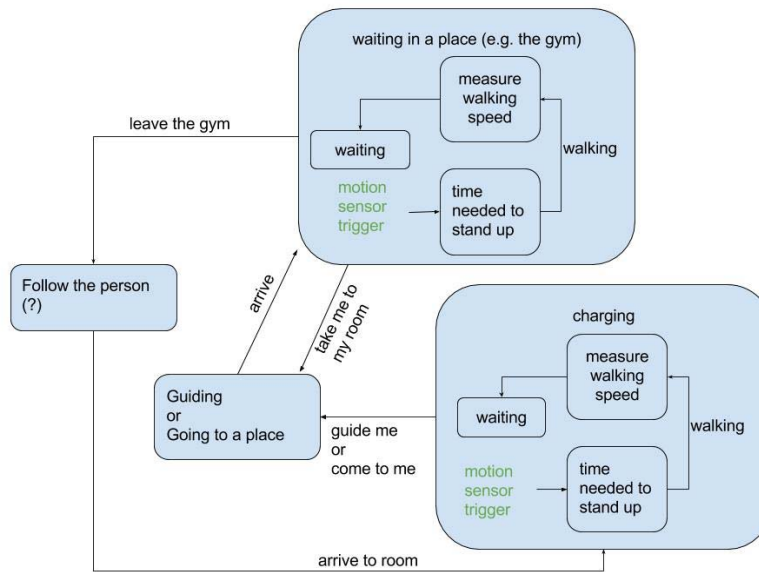 waiting in a place (e.g. the gym)
measure
walking
speed
leave the gym
waiting
walking
motion
sensor
trigger
time
needed to
stand up
Follow the person
(?)
arrive
take me to
my room
charging
measure
walking
speed
Guiding
or
Going to a place
waiting
guide me
or
come to me
walking
motion
sensor
trigger
time
needed to
stand up
arrive to room